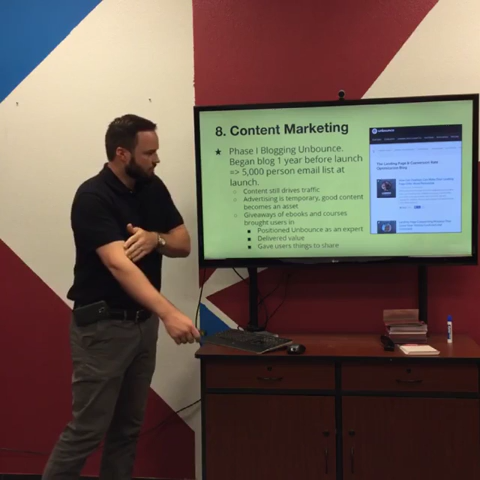 8. Content Marketing
★ Phase I Blogging Unbounce.
Began blog 1 year before launch
=> 5,000 person email list at
launch.
○ Content still drives traffic
○ Advertising is temporary, good content
becomes an asset
○ Giveaways of ebooks and courses
brought users in
■ Positioned Unbounce as an expert
■ Delivered value
■ Gave users things to share
unbounce